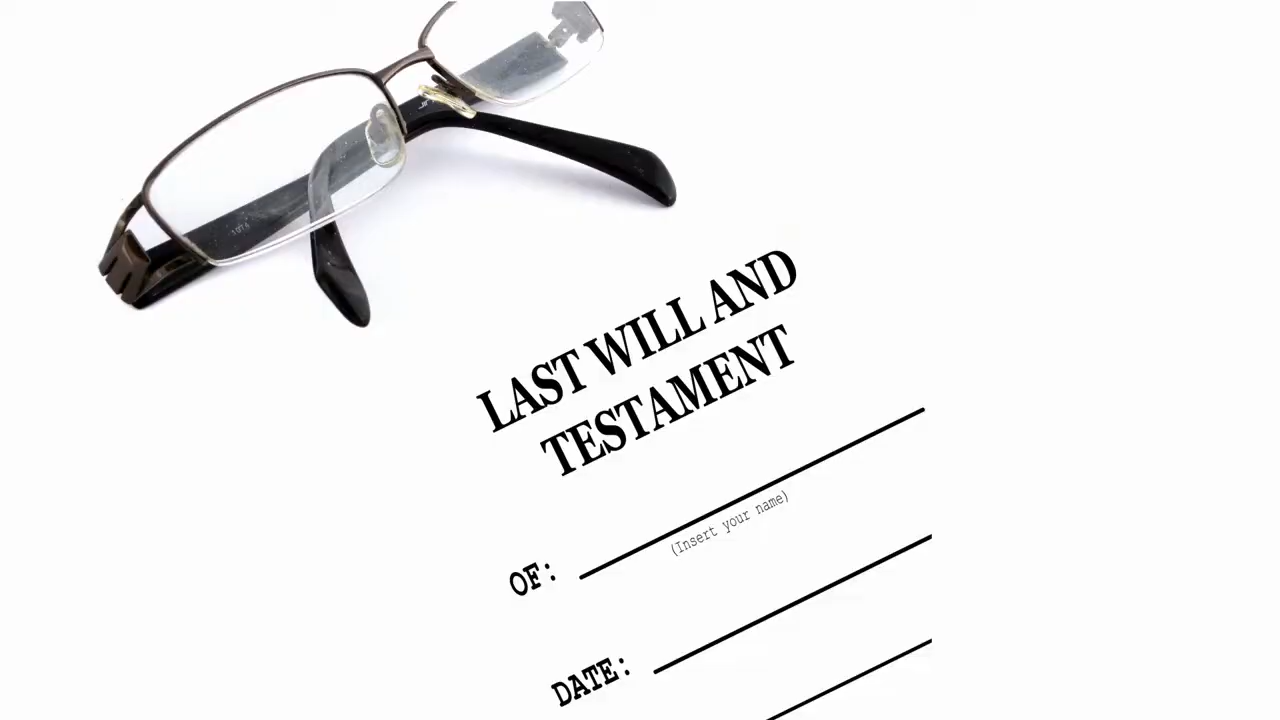 LAST WILL AND
TESTAMENT
(Insert your name)
OF:
DATE: